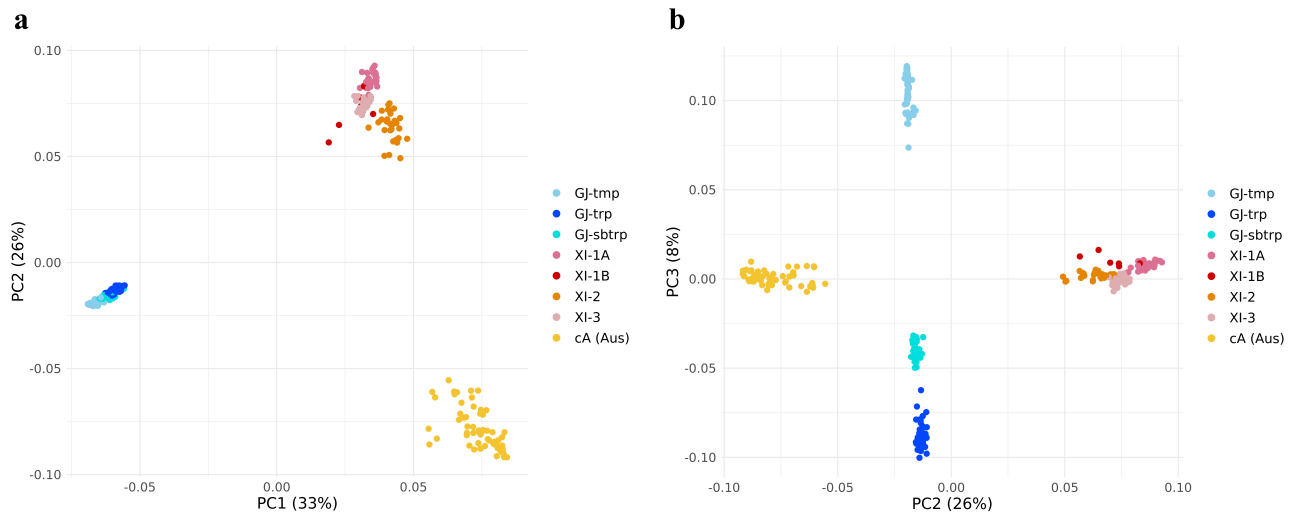 a
0.10
0.05
0.00
-0.05
-0.10
PC2 (26%)
-0.05
0.00
0.05
PC1 (33%)
GJ-tmp
GJ-trp
GJ-sbtrp
XI-1A
XI-1B
XI-2
XI-3
cA (Aus)
b
0.10
0.05
0.00
-0.05
-0.10
PC3 (8%)
-0.10
-0.05
0.00
0.05
0.10
PC2 (26%)
GJ-tmp
GJ-trp
GJ-sbtrp
XI-1A
XI-1B
XI-2
XI-3
cA (Aus)